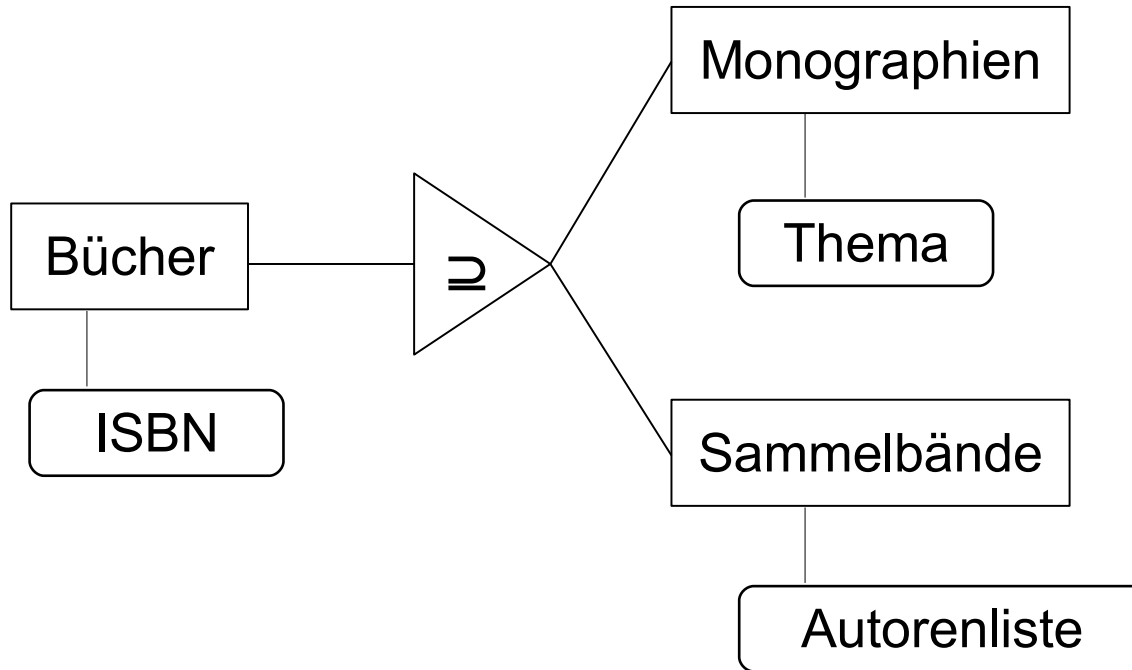 Monographien
Thema
Bücher
⊇
ISBN
Sammelbände
Autorenliste